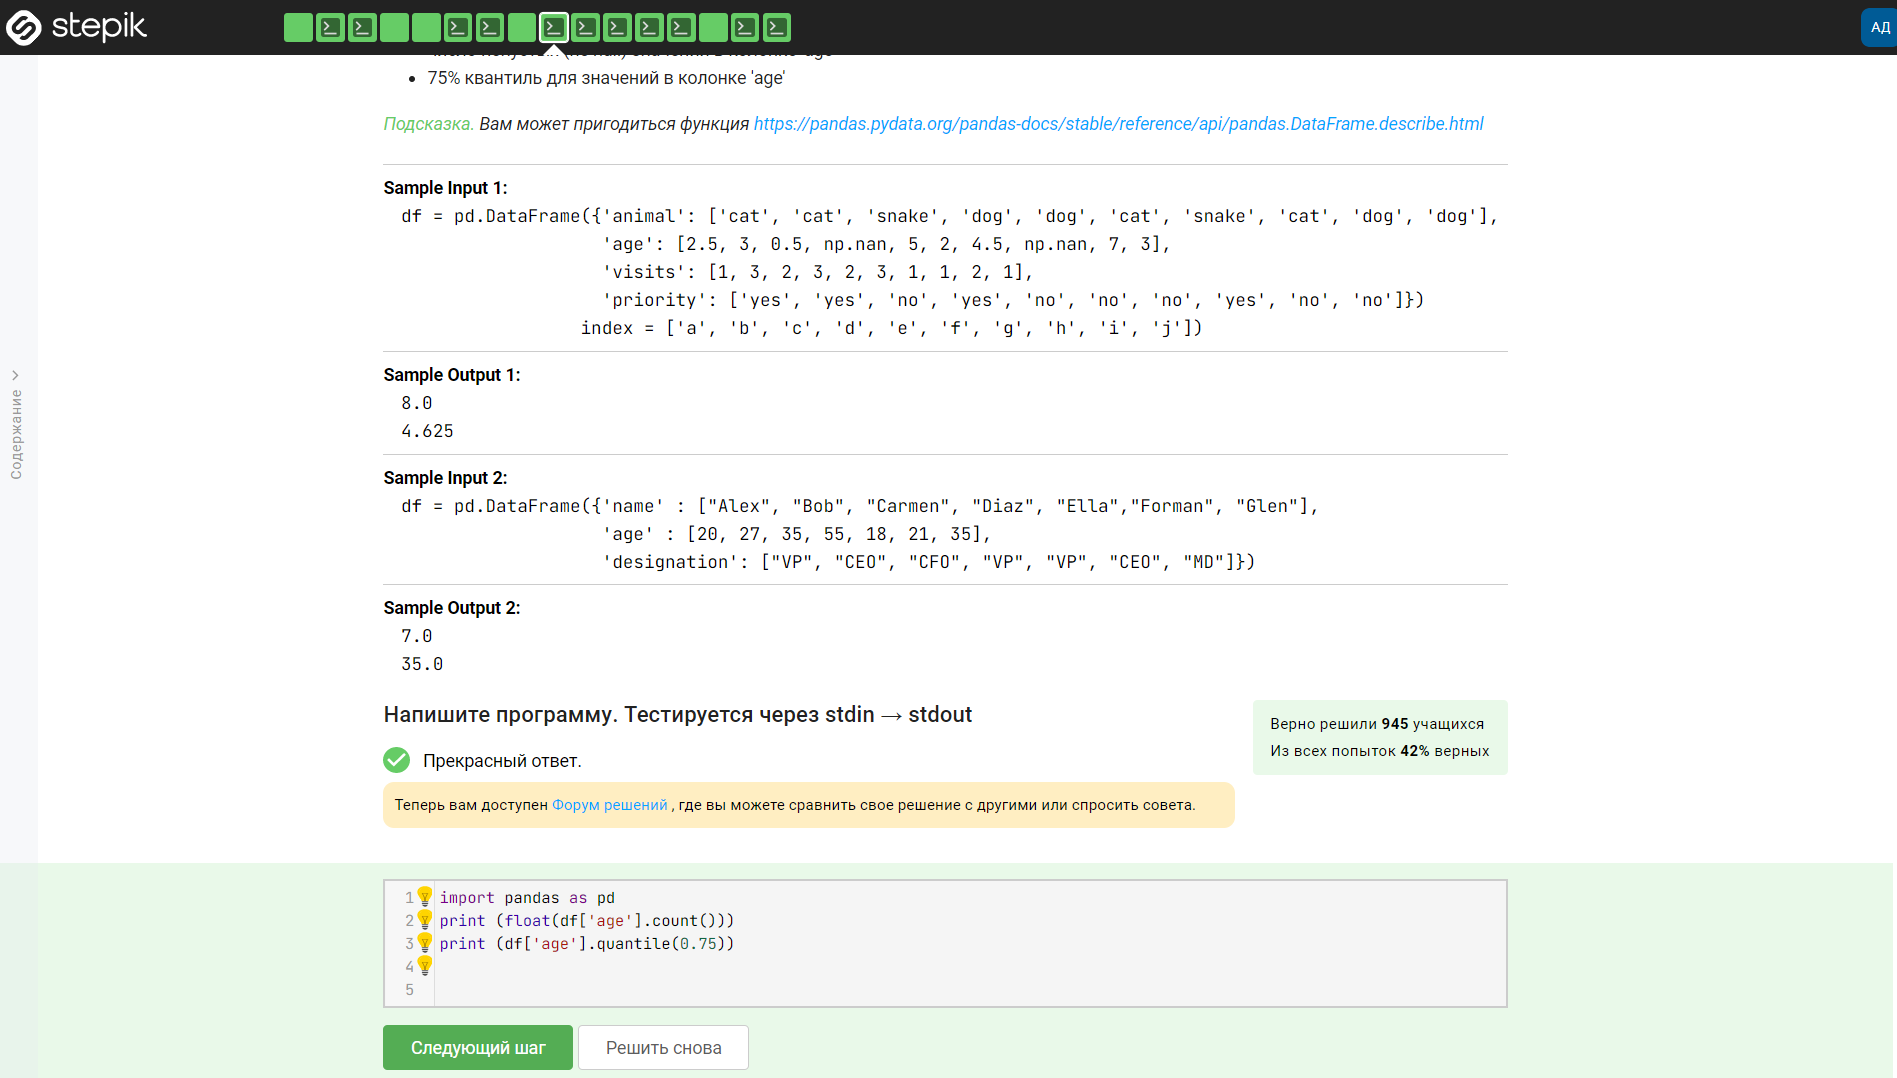 stepik
АД
75% квантиль для значений в колонке 'age'
Подсказка. Вам может пригодиться функция https://pandas.pydata.org/pandas-docs/stable/reference/api/pandas.DataFrame.describe.html
Sample Input 1:
df = pd.DataFrame({'animal': ['cat', 'cat', 'snake', 'dog', 'dog', 'cat', 'snake', 'cat', 'dog', 'dog'],
'age': [2.5, 3, 0.5, np.nan, 5, 2, 4.5, np.nan, 7, 3],
'visits': [1, 3, 2, 3, 2, 3, 1, 1, 2, 1],
'priority': ['yes', 'yes', 'no', 'yes', 'no', 'no', 'no', 'yes', 'no', 'no']})
index = ['a', 'b', 'c', 'd', 'e', 'f', 'g', 'h', 'i', 'j'])
Sample Output 1:
8.0
4.625
Содержание
Sample Input 2:
df = pd.DataFrame({'name' : ["Alex", "Bob", "Carmen", "Diaz", "Ella","Forman", "Glen"],
'age' : [20, 27, 35, 55, 18, 21, 35],
'designation': ["VP", "CEO", "CFO", "VP", "VP", "CEO", "MD"]})
Sample Output 2:
7.0
35.0
Напишите программу. Тестируется через stdin → stdout
Верно решили 945 учащихся
Из всех попыток 42% верных
Прекрасный ответ.
Теперь вам доступен Форум решений , где вы можете сравнить свое решение с другими или спросить совета.
1 import pandas as pd
2 print (float(df['age'].count()))
3 print (df['age'].quantile(0.75))
4
5
Следующий шаг
Решить снова